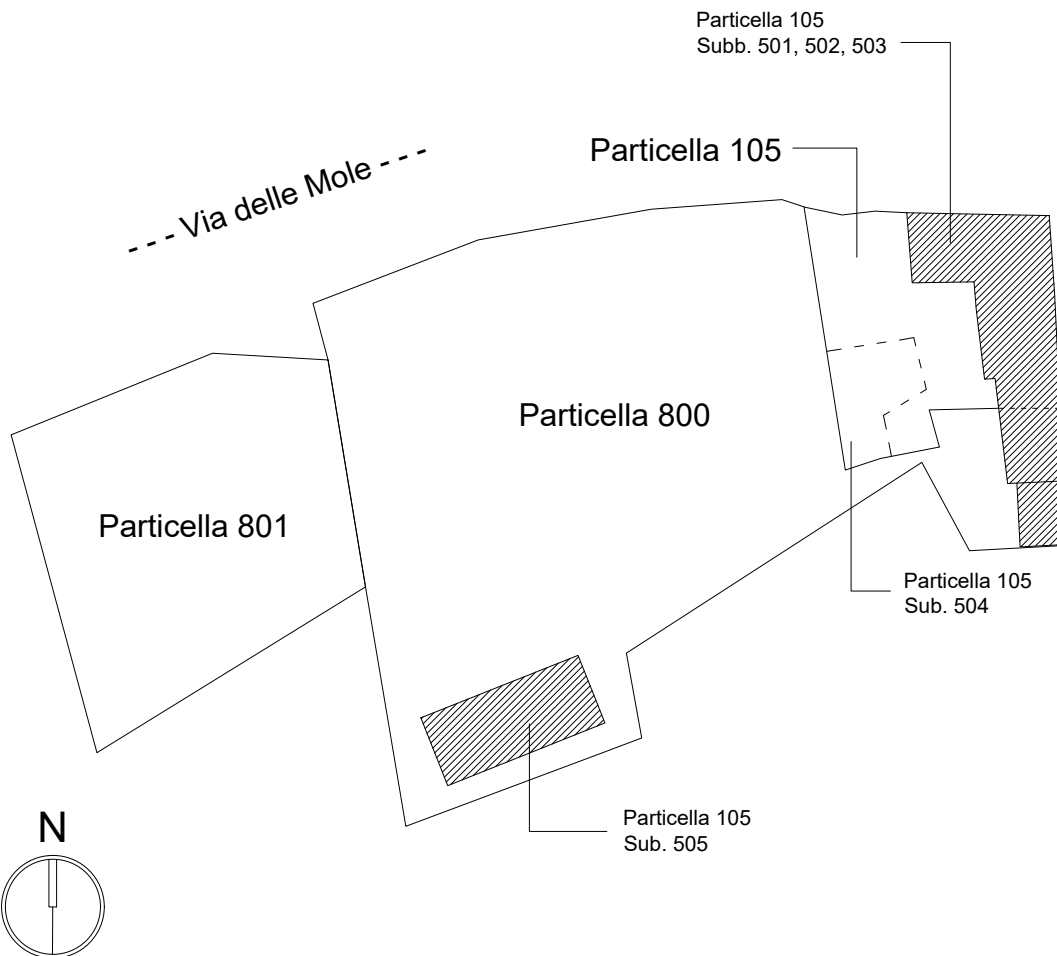 Particella 105
Subb. 501, 502, 503
Particella 105
Via delle Mole
Particella 800
Particella 801
Particella 105
Sub. 504
Particella 105
Sub. 505
N